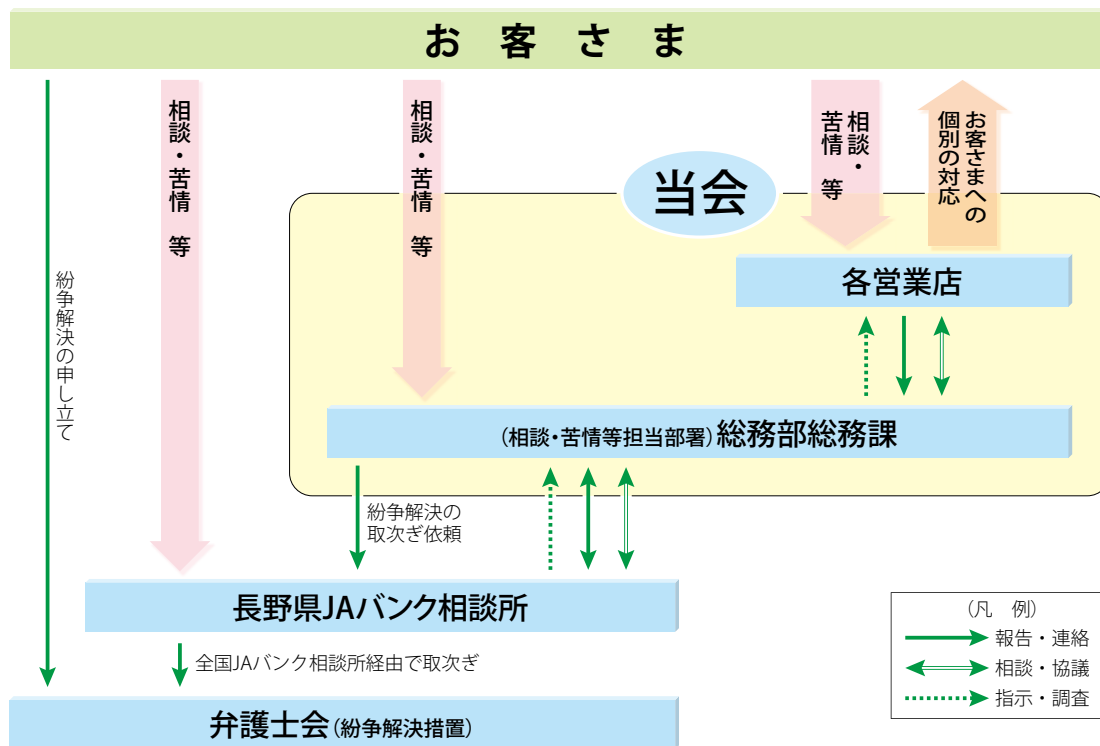 お客さま
相談・苦情 等
相談・苦情 等
相談・
苦情 等
お客さまへの
個別の対応
当会
各営業店
紛争解決の申し立て
(相談・苦情等担当部署)総務部総務課
紛争解決の
取次ぎ依頼
長野県JAバンク相談所
全国JAバンク相談所経由で取次ぎ
弁護士会(紛争解決措置)
(凡 例)
報告・連絡
相談・協議
指示・調査